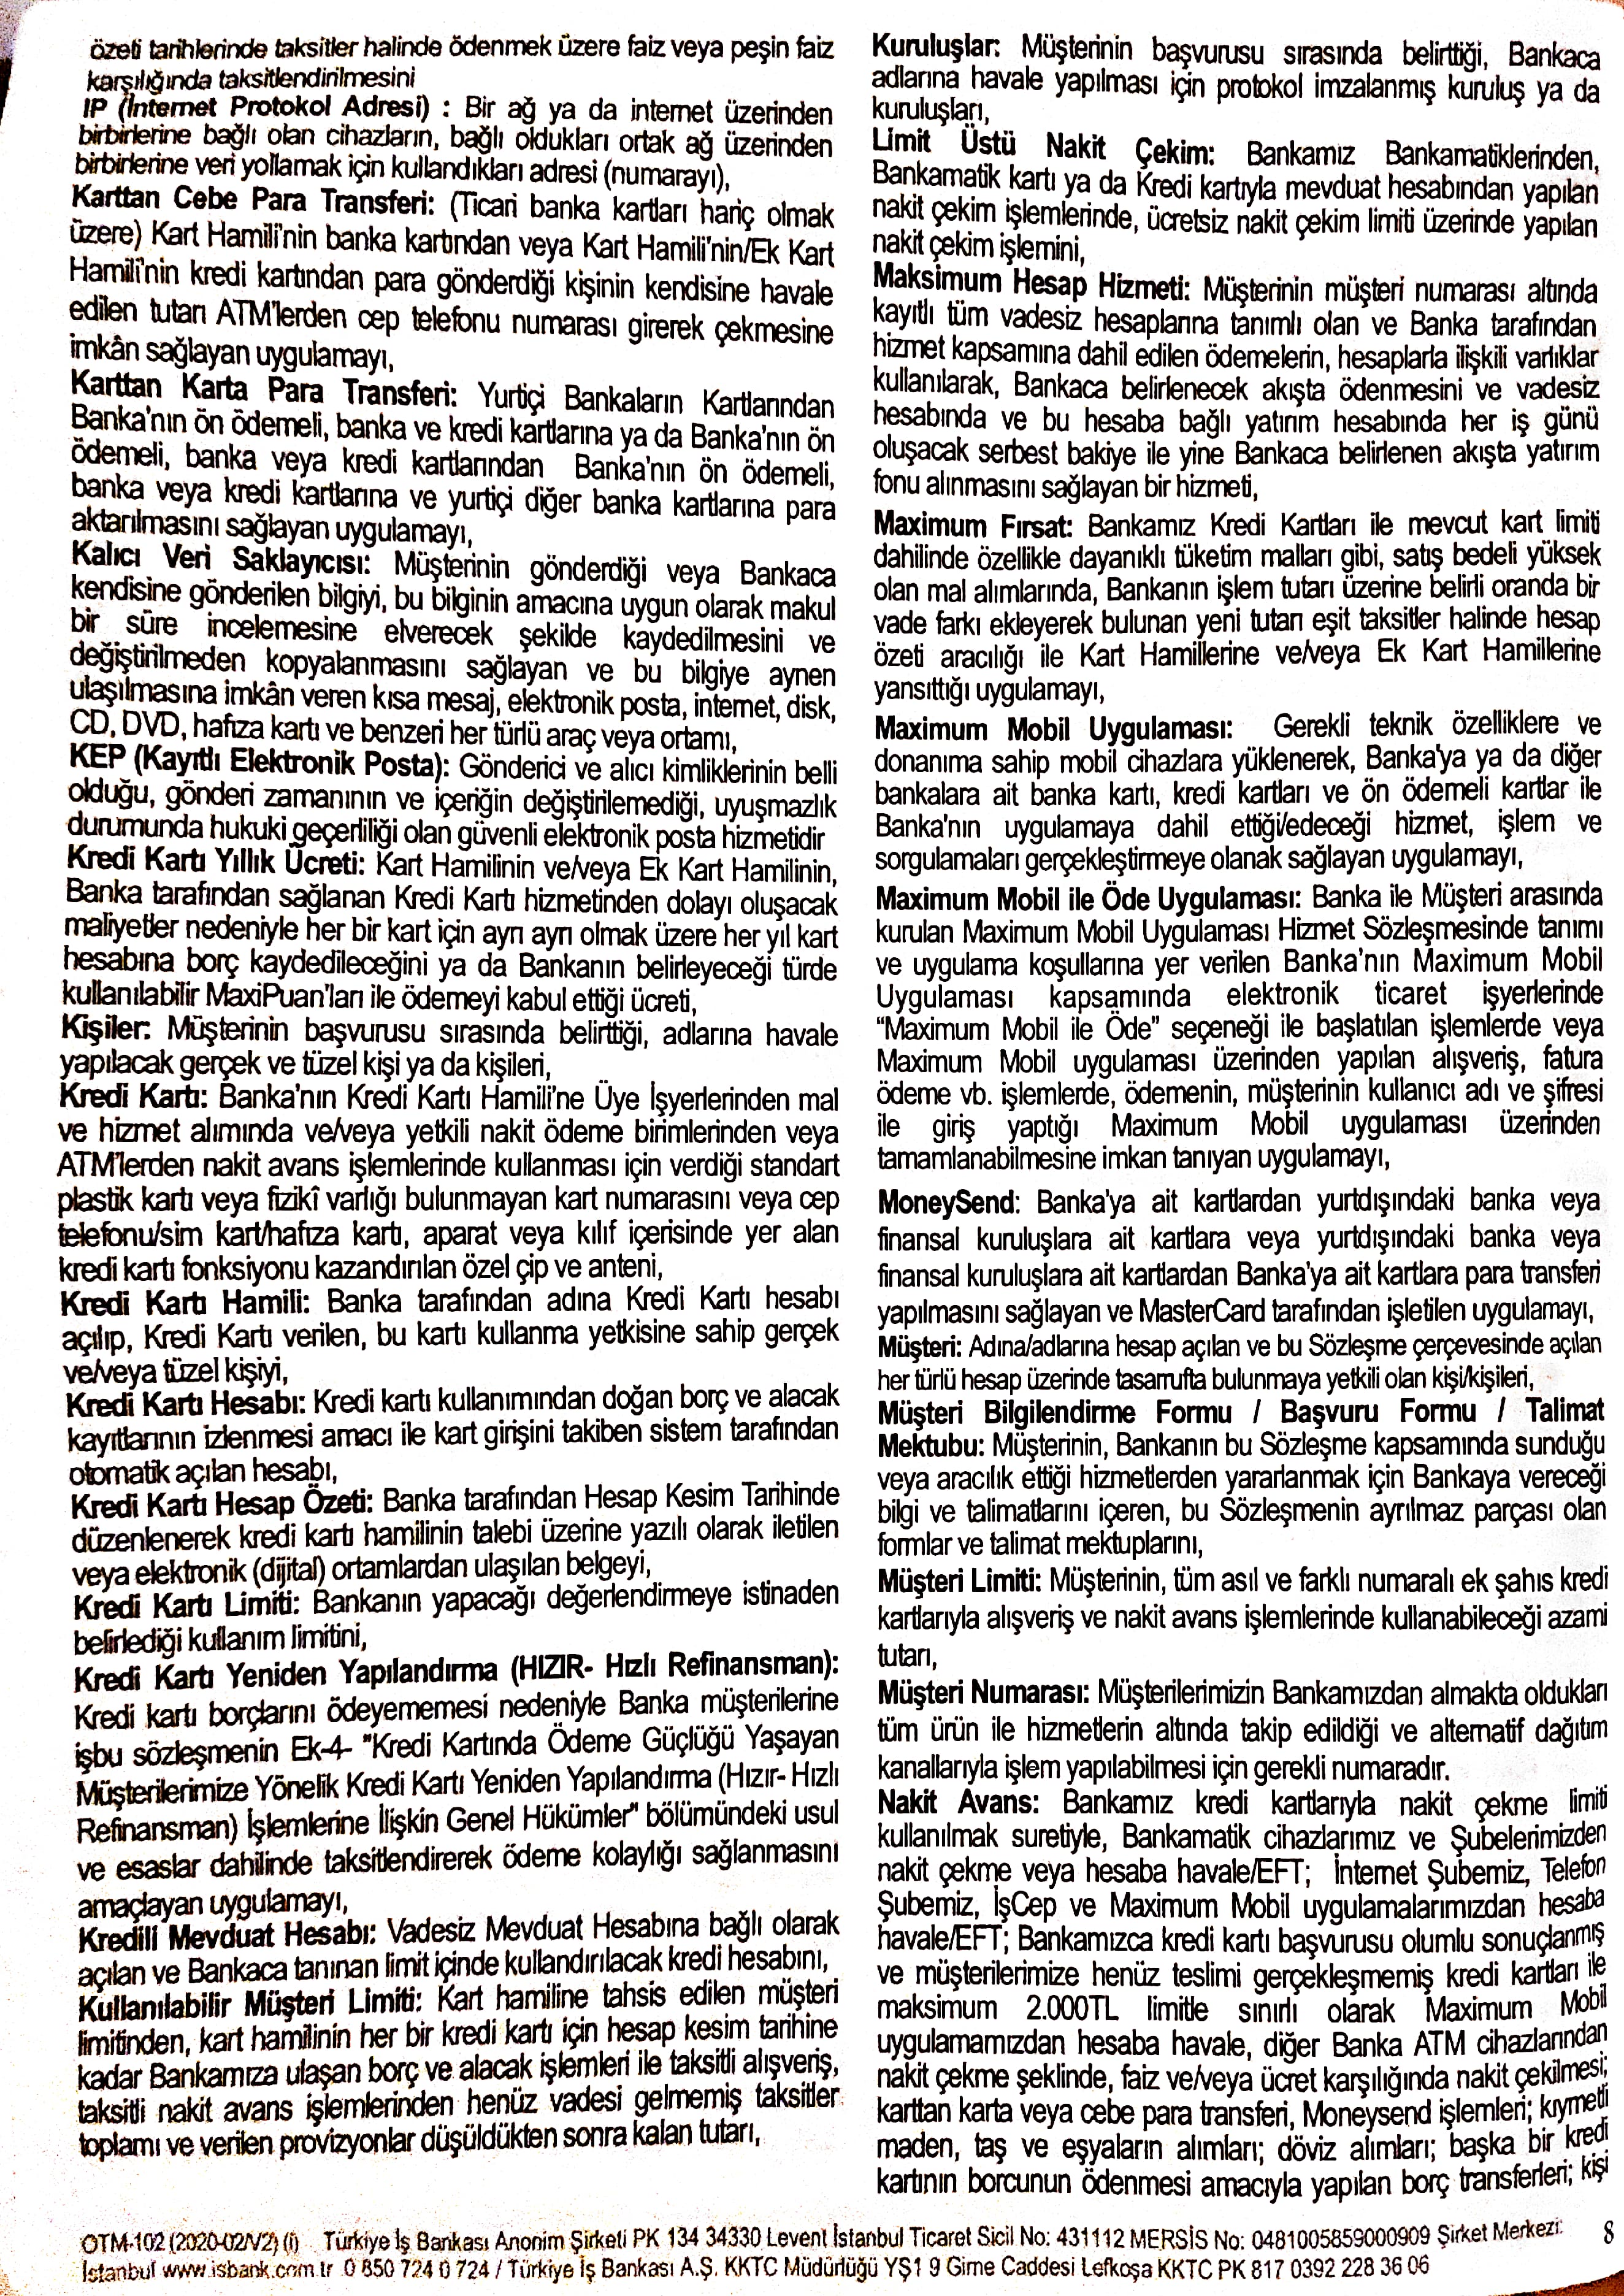 özeti tarihlerinde taksitler halinde ödenmek üzere faiz veya peşin faiz
karşılığında taksitlendirilmesini
IP (İnternet Protokol Adresi) : Bir ağ ya da internet üzerinden
birbirlerine bağlı olan cihazların, bağlı oldukları ortak ağ üzerinden
birbirlerine veri yollamak için kullandıkları adresi (numarayı),
Karttan Cebe Para Transferi: (Ticari banka kartları hariç olmak
üzere) Kart Hamili'nin banka kartından veya Kart Hamili'nin/Ek Kart
Hamili'nin kredi kartından para gönderdiği kişinin kendisine havale
edilen tutarı ATM'lerden cep telefonu numarası girerek çekmesine
imkân sağlayan uygulamayı,
Karttan Karta Para Transferi: Yurtiçi Bankaların Kartlarından
Banka'nın ön ödemeli, banka ve kredi kartlarına ya da Banka'nın ön
ödemeli, banka veya kredi kartlarından Banka'nın ön ödemeli,
banka veya kredi kartlarına ve yurtiçi diğer banka kartlarına para
aktarılmasını sağlayan uygulamayı,
Kalıcı Veri Saklayıcısı: Müşterinin gönderdiği veya Bankaca
kendisine gönderilen bilgiyi, bu bilginin amacına uygun olarak makul
bir süre incelemesine elverecek şekilde kaydedilmesini ve
değiştirilmeden kopyalanmasını sağlayan ve bu bilgiye aynen
ulaşılmasına imkân veren kısa mesaj, elektronik posta, internet, disk,
CD, DVD, hafıza kartı ve benzeri her türlü araç veya ortamı,
KEP (Kayıtlı Elektronik Posta): Gönderici ve alıcı kimliklerinin belli
olduğu, gönderi zamanının ve içeriğin değiştirilemediği, uyuşmazlık
durumunda hukuki geçerliliği olan güvenli elektronik posta hizmetidir
Kredi Kartı Yıllık Ücreti: Kart Hamilinin ve/veya Ek Kart Hamilinin,
Banka tarafından sağlanan Kredi Kartı hizmetinden dolayı oluşacak
maliyetler nedeniyle her bir kart için ayrı ayrı olmak üzere her yıl kart
hesabına borç kaydedileceğini ya da Bankanın belirleyeceği türde
kullanılabilir MaxiPuan'ları ile ödemeyi kabul ettiği ücreti,
Kişiler: Müşterinin başvurusu sırasında belirttiği, adlarına havale
yapılacak gerçek ve tüzel kişi ya da kişileri,
Kredi Kartı: Banka'nın Kredi Kartı Hamili'ne Üye İşyerlerinden mal
ve hizmet alımında ve/veya yetkili nakit ödeme birimlerinden veya
ATM'lerden nakit avans işlemlerinde kullanması için verdiği standart
plastik kartı veya fizikî varlığı bulunmayan kart numarasını veya cep
telefonu/sim kart/hafıza kartı, aparat veya kılıf içerisinde yer alan
kredi kartı fonksiyonu kazandırılan özel çip ve anteni,
Kredi Kartı Hamili: Banka tarafından adına Kredi Kartı hesabı
açılıp, Kredi Kartı verilen, bu kartı kullanma yetkisine sahip gerçek
ve/veya tüzel kişiyi,
Kredi Kartı Hesabı: Kredi kartı kullanımından doğan borç ve alacak
kayıtlarının izlenmesi amacı ile kart girişini takiben sistem tarafından
otomatik açılan hesabı,
Kredi Kartı Hesap Özeti: Banka tarafından Hesap Kesim Tarihinde
düzenlenerek kredi kartı hamilinin talebi üzerine yazılı olarak iletilen
veya elektronik (dijital) ortamlardan ulaşılan belgeyi,
Kredi Kartı Limiti: Bankanın yapacağı değerlendirmeye istinaden
belirlediği kullanım limitini,
Kredi Kartı Yeniden Yapılandırma (HIZIR- Hızlı Refinansman):
Kredi kartı borçlarını ödeyememesi nedeniyle Banka müşterilerine
işbu sözleşmenin Ek-4- "Kredi Kartında Ödeme Güçlüğü Yaşayan
Müşterilerimize Yönelik Kredi Kartı Yeniden Yapılandırma (Hızır- Hızlı
Refinansman) İşlemlerine İlişkin Genel Hükümler" bölümündeki usul
ve esaslar dahilinde taksitlendirerek ödeme kolaylığı sağlanmasını
amaçlayan uygulamayı,
Kredili Mevduat Hesabı: Vadesiz Mevduat Hesabına bağlı olarak
açılan ve Bankaca tanınan limit içinde kullandırılacak kredi hesabını,
Kullanılabilir Müşteri Limiti: Kart hamiline tahsis edilen müşteri
limitinden, kart hamilinin her bir kredi kartı için hesap kesim tarihine
kadar Bankamıza ulaşan borç ve alacak işlemleri ile taksitli alışveriş,
taksitli nakit avans işlemlerinden henüz vadesi gelmemiş taksitler
toplamı ve verilen provizyonlar düşüldükten sonra kalan tutarı,
Kuruluşlar: Müşterinin başvurusu sırasında belirttiği, Bankaca
adlarına havale yapılması için protokol imzalanmış kuruluş ya da
kuruluşları,
Limit Üstü Nakit Çekim: Bankamız Bankamatiklerinden,
Bankamatik kartı ya da Kredi kartıyla mevduat hesabından yapılan
nakit çekim işlemlerinde, ücretsiz nakit çekim limiti üzerinde yapılan
nakit çekim işlemini,
Maksimum Hesap Hizmeti: Müşterinin müşteri numarası altında
kayıtlı tüm vadesiz hesaplarına tanımlı olan ve Banka tarafından
hizmet kapsamına dahil edilen ödemelerin, hesaplarla ilişkili varlıklar
kullanılarak, Bankaca belirlenecek akışta ödenmesini ve vadesiz
hesabında ve bu hesaba bağlı yatırım hesabında her iş günü
oluşacak serbest bakiye ile yine Bankaca belirlenen akışta yatırım
fonu alınmasını sağlayan bir hizmeti,
Maximum Fırsat: Bankamız Kredi Kartları ile mevcut kart limiti
dahilinde özellikle dayanıklı tüketim malları gibi, satış bedeli yüksek
olan mal alımlarında, Bankanın işlem tutarı üzerine belirli oranda bir
vade farkı ekleyerek bulunan yeni tutarı eşit taksitler halinde hesap
özeti aracılığı ile Kart Hamillerine ve/veya Ek Kart Hamillerine
yansıttığı uygulamayı,
Maximum Mobil Uygulaması: Gerekli teknik özelliklere ve
donanıma sahip mobil cihazlara yüklenerek, Banka'ya ya da diğer
bankalara ait banka kartı, kredi kartları ve ön ödemeli kartlar ile
Banka'nın uygulamaya dahil ettiği/edeceği hizmet, işlem ve
sorgulamaları gerçekleştirmeye olanak sağlayan uygulamayı,
Maximum Mobil ile Öde Uygulaması: Banka ile Müşteri arasında
kurulan Maximum Mobil Uygulaması Hizmet Sözleşmesinde tanımı
ve uygulama koşullarına yer verilen Banka'nın Maximum Mobil
Uygulaması kapsamında elektronik ticaret işyerlerinde
"Maximum Mobil ile Öde" seçeneği ile başlatılan işlemlerde veya
Maximum Mobil uygulaması üzerinden yapılan alışveriş, fatura
ödeme vb. işlemlerde, ödemenin, müşterinin kullanıcı adı ve şifresi
ile giriş yaptığı Maximum Mobil uygulaması üzerinden
tamamlanabilmesine imkan tanıyan uygulamayı,
MoneySend: Banka'ya ait kartlardan yurtdışındaki banka veya
finansal kuruluşlara ait kartlara veya yurtdışındaki banka veya
finansal kuruluşlara ait kartlardan Banka'ya ait kartlara para transferi
yapılmasını sağlayan ve MasterCard tarafından işletilen uygulamayı,
Müşteri: Adına/adlarına hesap açılan ve bu Sözleşme çerçevesinde açılan
her türlü hesap üzerinde tasarrufta bulunmaya yetkili olan kişi/kişileri,
Müşteri Bilgilendirme Formu / Başvuru Formu / Talimat
Mektubu: Müşterinin, Bankanın bu Sözleşme kapsamında sunduğu
veya aracılık ettiği hizmetlerden yararlanmak için Bankaya vereceği
bilgi ve talimatlarını içeren, bu Sözleşmenin ayrılmaz parçası olan
formlar ve talimat mektuplarını,
Müşteri Limiti: Müşterinin, tüm asıl ve farklı numaralı ek şahıs kredi
kartlarıyla alışveriş ve nakit avans işlemlerinde kullanabileceği azami
tutarı,
Müşteri Numarası: Müşterilerimizin Bankamızdan almakta oldukları
tüm ürün ile hizmetlerin altında takip edildiği ve alternatif dağıtım
kanallarıyla işlem yapılabilmesi için gerekli numaradır.
Nakit Avans: Bankamız kredi kartlarıyla nakit çekme limiti
kullanılmak suretiyle, Bankamatik cihazlarımız ve Şubelerimizden
nakit çekme veya hesaba havale/EFT; İnternet Şubemiz, Telefon
Şubemiz, İşCep ve Maximum Mobil uygulamalarımızdan hesaba
havale/EFT; Bankamızca kredi kartı başvurusu olumlu sonuçlanmış
ve müşterilerimize henüz teslimi gerçekleşmemiş kredi kartları ile
maksimum 2.000TL limitle sınırlı olarak Maximum Mobil
uygulamamızdan hesaba havale, diğer Banka ATM cihazlarından
nakit çekme şeklinde, faiz ve/veya ücret karşılığında nakit çekilmesi;
karttan karta veya cebe para transferi, Moneysend işlemleri; kıymetli
maden, taş ve eşyaların alımları; döviz alımları; başka bir kredi
kartının borcunun ödenmesi amacıyla yapılan borç transferleri; kişi
OTM-102 (2020-02/V2) (i) Türkiye İş Bankası Anonim Şirketi PK 134 34330 Levent İstanbul Ticaret Sicil No: 431112 MERSİS No: 0481005859000909 Şirket Merkezi:
İstanbul www.isbank.com.tr 0 850 724 0 724 / Türkiye İş Bankası A.Ş. KKTC Müdürlüğü YŞ1 9 Girne Caddesi Lefkoşa KKTC PK 817 0392 228 36 06
8